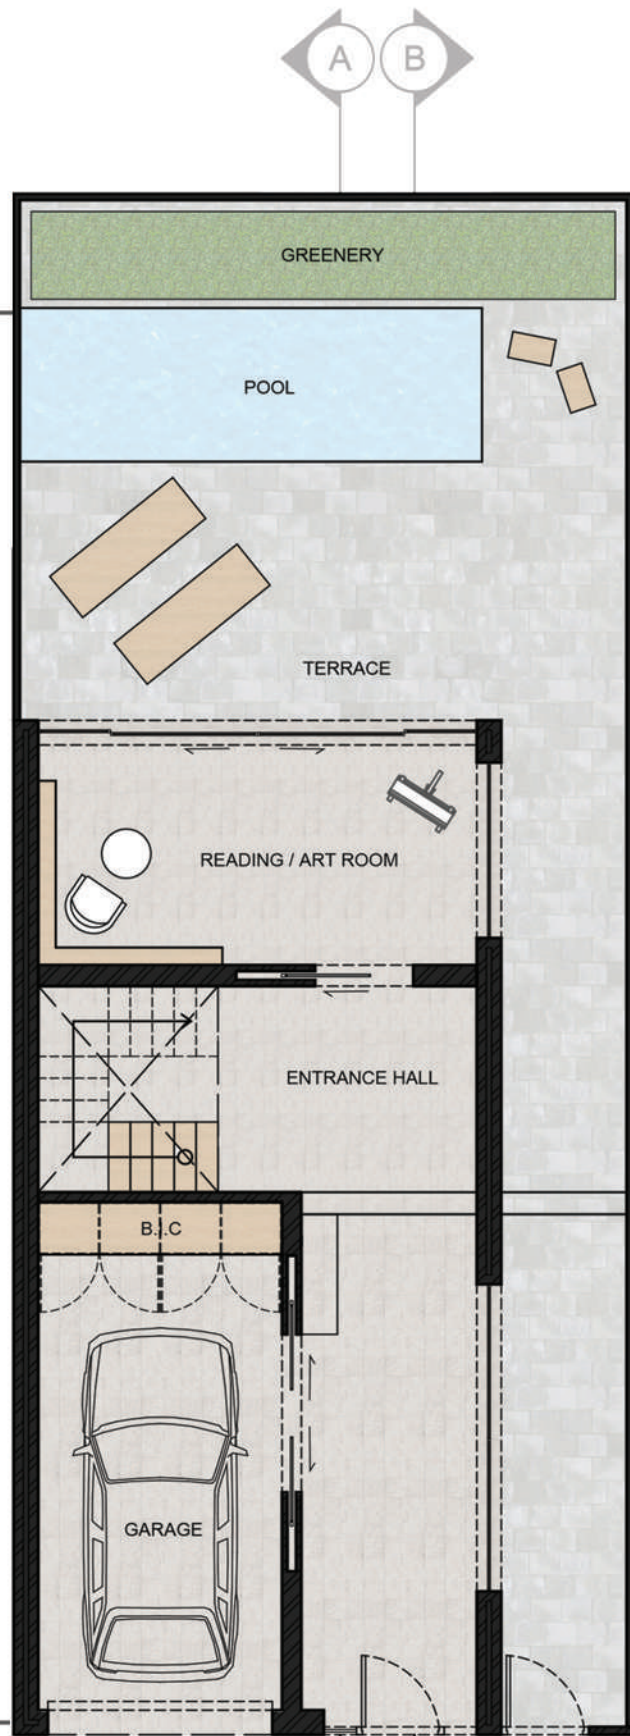 A B
GREENERY
POOL
TERRACE
READING / ART ROOM
ENTRANCE HALL
B.I.C
GARAGE